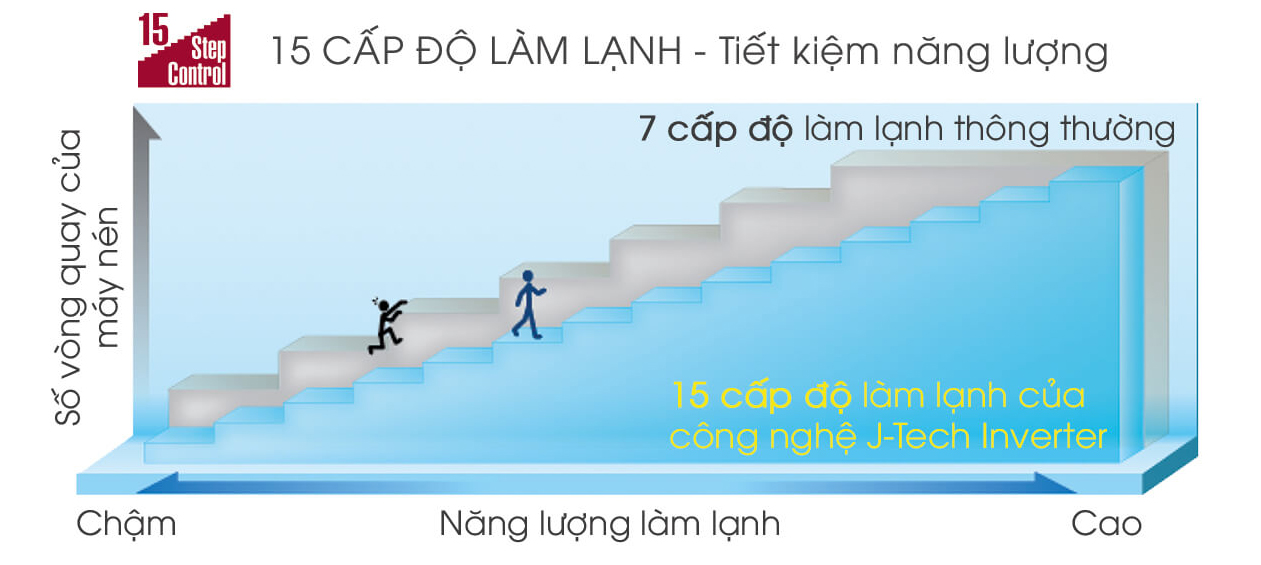 15
Step
Control
15 CẤP ĐỘ LÀM LẠNH - Tiết kiệm năng lượng
7 cấp độ làm lạnh thông thường
Số vòng quay của
máy nén
15 cấp độ làm lạnh của
công nghệ J-Tech Inverter
Chậm
Năng lượng làm lạnh
Cao